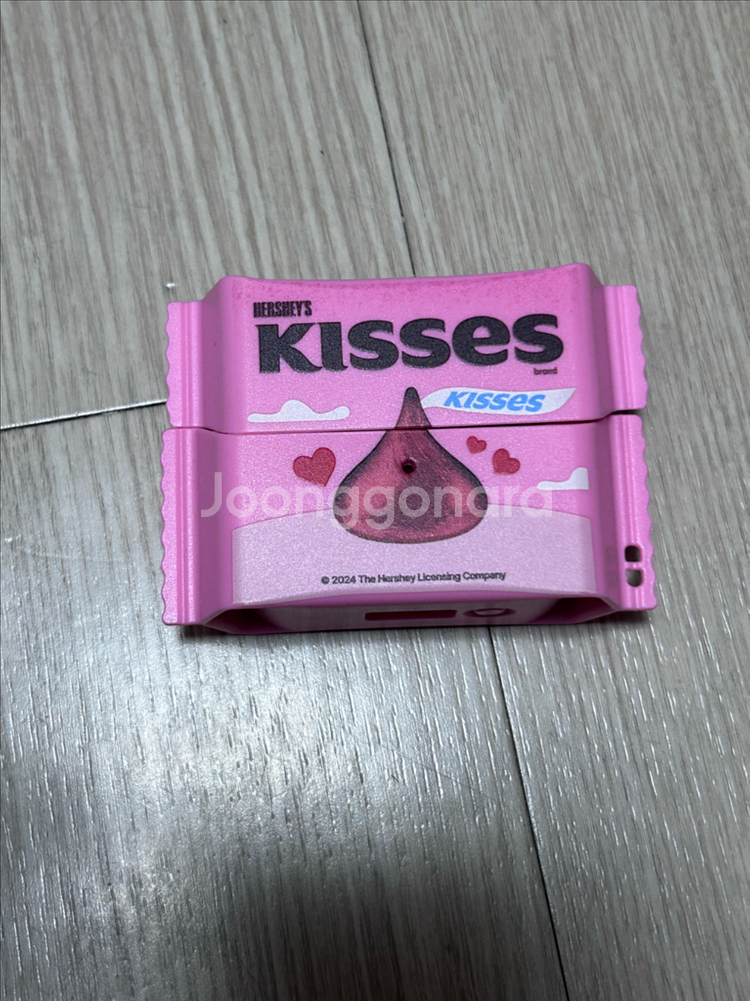 HERSHEY'S
KISSES
brand
KISSES
Joonggonara
© 2024 The Hershey Licensing Company